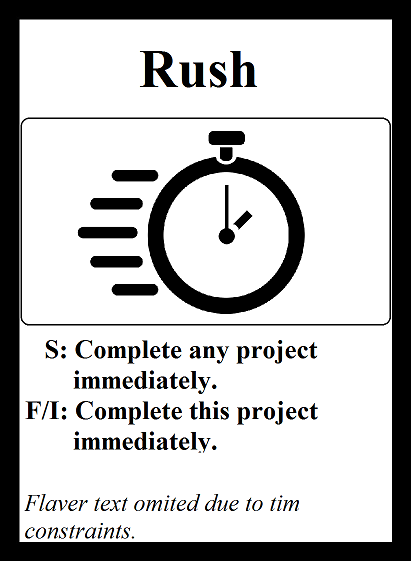 Rush
S: Complete any project
immediately.
F/I: Complete this project
immediately.
Flaver text omited due to tim
constraints.